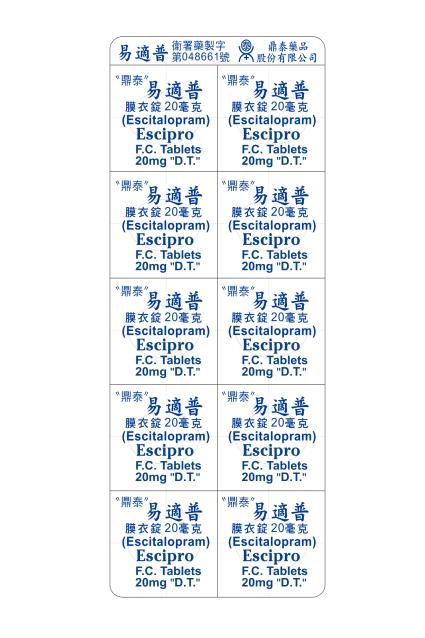 易適普 衛署藥製字 第048661號 鼎泰藥品 股份有限公司
"鼎泰" 易適普 "鼎泰" 易適普
膜衣錠 20毫克 膜衣錠 20毫克
(Escitalopram) (Escitalopram)
Escipro Escipro
F.C. Tablets F.C. Tablets
20mg "D.T." 20mg "D.T."
"鼎泰" 易適普 "鼎泰" 易適普
膜衣錠 20毫克 膜衣錠 20毫克
(Escitalopram) (Escitalopram)
Escipro Escipro
F.C. Tablets F.C. Tablets
20mg "D.T." 20mg "D.T."
"鼎泰" 易適普 "鼎泰" 易適普
膜衣錠 20毫克 膜衣錠 20毫克
(Escitalopram) (Escitalopram)
Escipro Escipro
F.C. Tablets F.C. Tablets
20mg "D.T." 20mg "D.T."
"鼎泰" 易適普 "鼎泰" 易適普
膜衣錠 20毫克 膜衣錠 20毫克
(Escitalopram) (Escitalopram)
Escipro Escipro
F.C. Tablets F.C. Tablets
20mg "D.T." 20mg "D.T."
"鼎泰" 易適普 "鼎泰" 易適普
膜衣錠 20毫克 膜衣錠 20毫克
(Escitalopram) (Escitalopram)
Escipro Escipro
F.C. Tablets F.C. Tablets
20mg "D.T." 20mg "D.T."